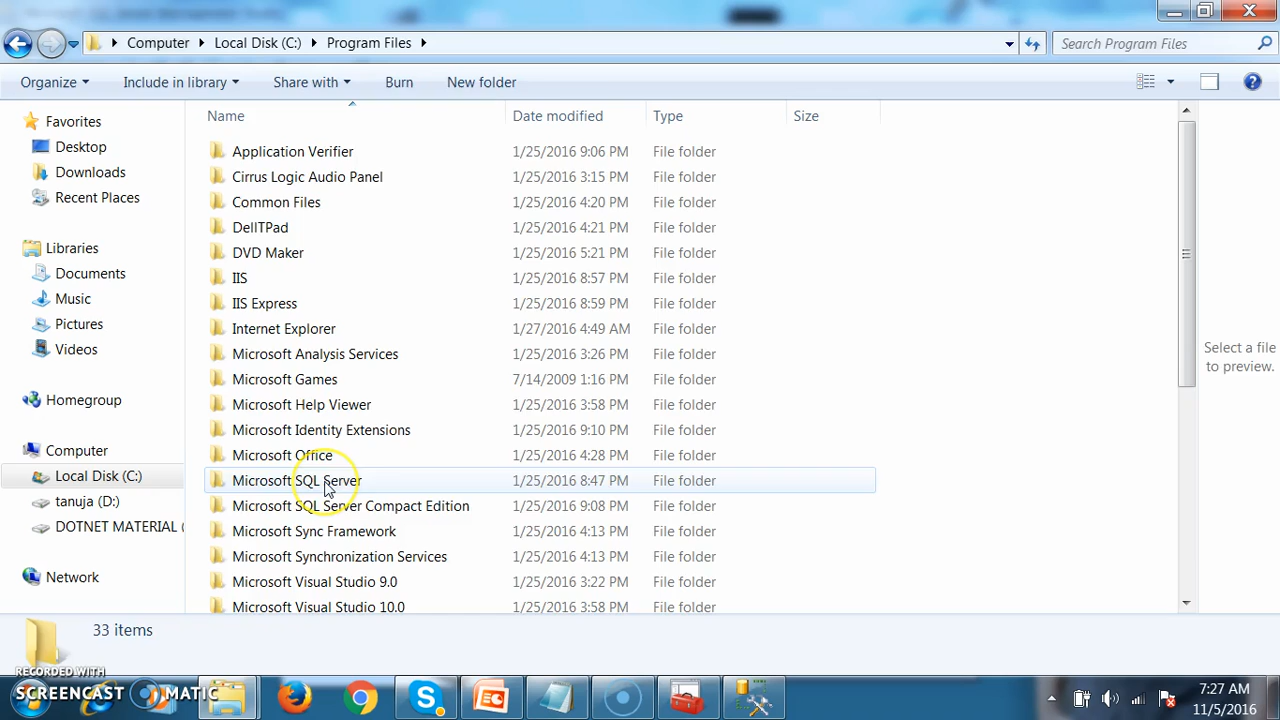 Computer Local Disk (C:) Program Files
Search Program Files
Organize Include in library Share with Burn New folder
Name Date modified Type Size
Favorites
Desktop
Downloads
Recent Places
Libraries
Documents
Music
Pictures
Videos
Homegroup
Computer
Local Disk (C:)
tanuja (D:)
DOTNET MATERIAL (
Network
Application Verifier 1/25/2016 9:06 PM File folder
Cirrus Logic Audio Panel 1/25/2016 3:15 PM File folder
Common Files 1/25/2016 4:20 PM File folder
DellTPad 1/25/2016 4:21 PM File folder
DVD Maker 1/25/2016 5:21 PM File folder
IIS 1/25/2016 8:57 PM File folder
IIS Express 1/25/2016 8:59 PM File folder
Internet Explorer 1/27/2016 4:49 AM File folder
Microsoft Analysis Services 1/25/2016 3:26 PM File folder
Microsoft Games 7/14/2009 1:16 PM File folder
Microsoft Help Viewer 1/25/2016 3:58 PM File folder
Microsoft Identity Extensions 1/25/2016 9:10 PM File folder
Microsoft Office 1/25/2016 4:28 PM File folder
Microsoft SQL Server 1/25/2016 8:47 PM File folder
Microsoft SQL Server Compact Edition 1/25/2016 9:08 PM File folder
Microsoft Sync Framework 1/25/2016 4:13 PM File folder
Microsoft Synchronization Services 1/25/2016 4:13 PM File folder
Microsoft Visual Studio 9.0 1/25/2016 3:22 PM File folder
Microsoft Visual Studio 10.0 1/25/2016 3:58 PM File folder
Select a file
to preview.
33 items
RECORDED WITH
SCREENCAST MATIC
7:27 AM
11/5/2016